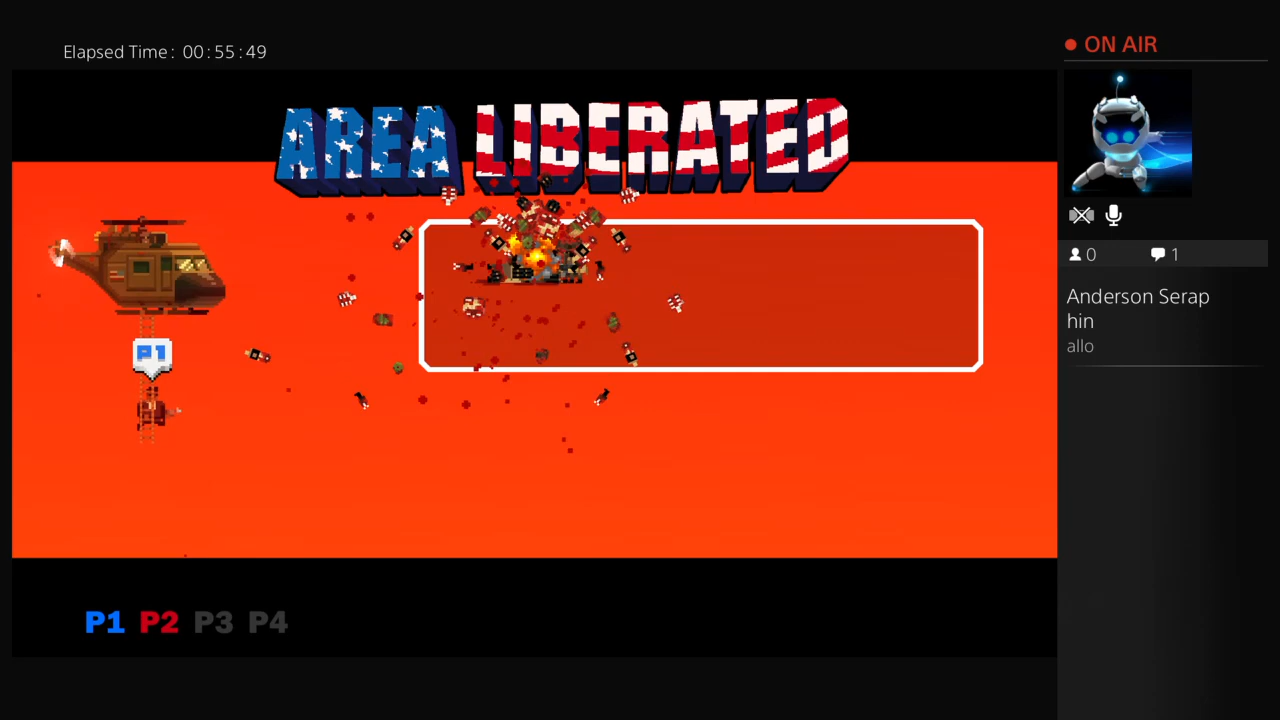 Elapsed Time: 00:55:49
ON AIR
AREA LIBERATED
0 1
Anderson Serap
hin
allo
P1
P1 P2 P3 P4